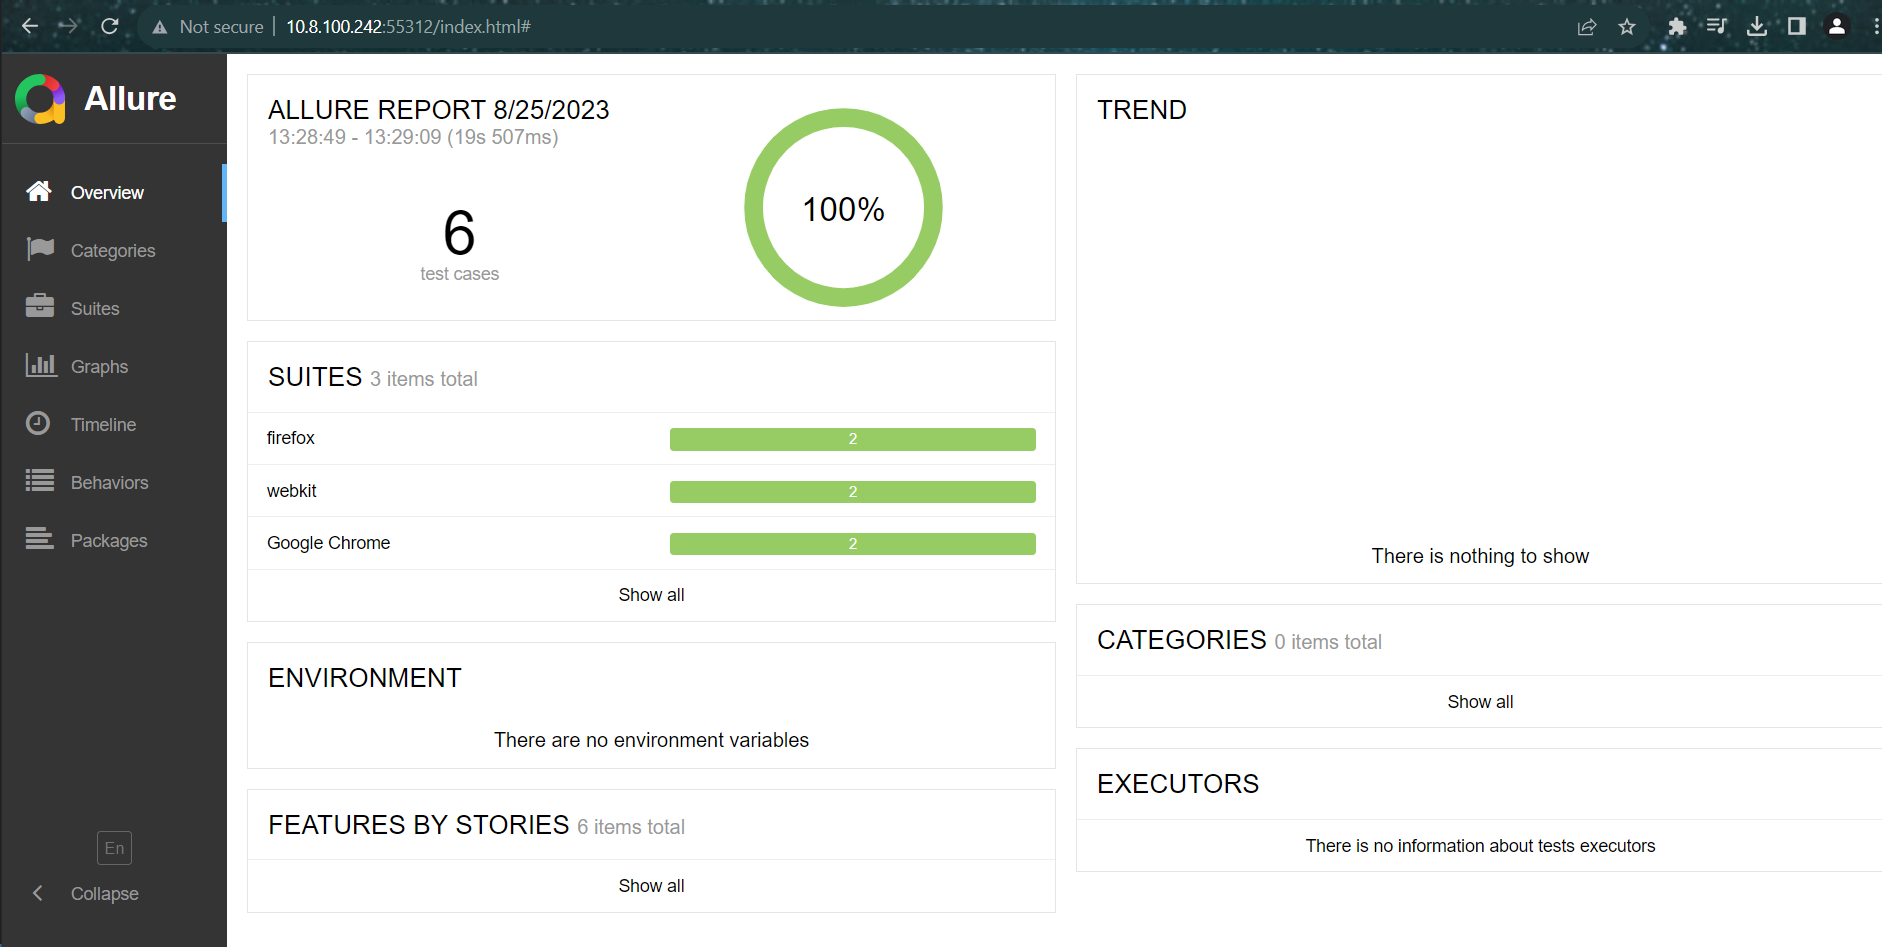 Not secure | 10.8.100.242:55312/index.html#
Allure
Overview
Categories
Suites
Graphs
Timeline
Behaviors
Packages
En
Collapse
ALLURE REPORT 8/25/2023
13:28:49 - 13:29:09 (19s 507ms)
6
test cases
100%
SUITES 3 items total
firefox 2
webkit 2
Google Chrome 2
Show all
ENVIRONMENT
There are no environment variables
FEATURES BY STORIES 6 items total
Show all
TREND
There is nothing to show
CATEGORIES 0 items total
Show all
EXECUTORS
There is no information about tests executors